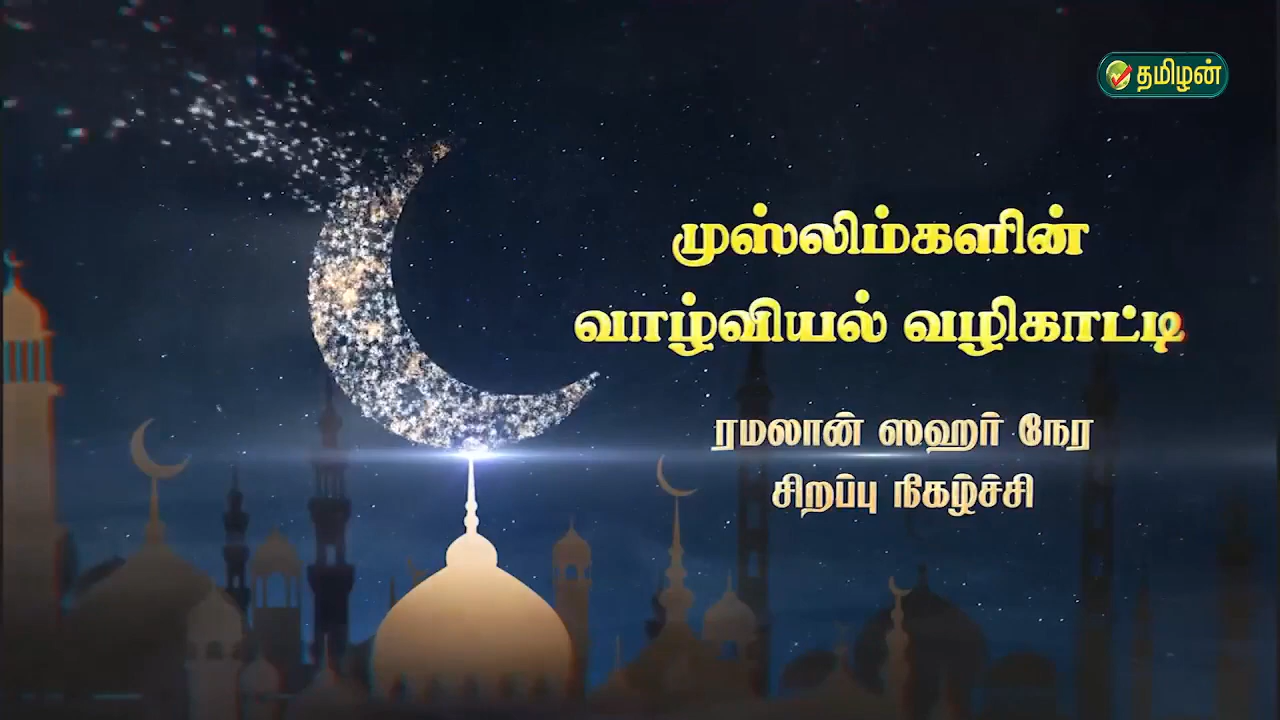 தமிழன்
முஸ்லிம்களின்
வாழ்வியல் வழிகாட்டி
ரமலான் ஸஹர் நேர
சிறப்பு நிகழ்ச்சி